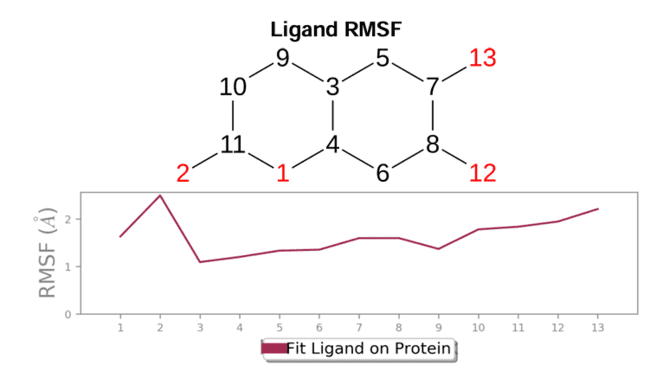 Ligand RMSF
9 5 13
10 3 7
11 4 8
2 1 6 12
RMSF (Å)
2
1
0
1 2 3 4 5 6 7 8 9 10 11 12 13
Fit Ligand on Protein